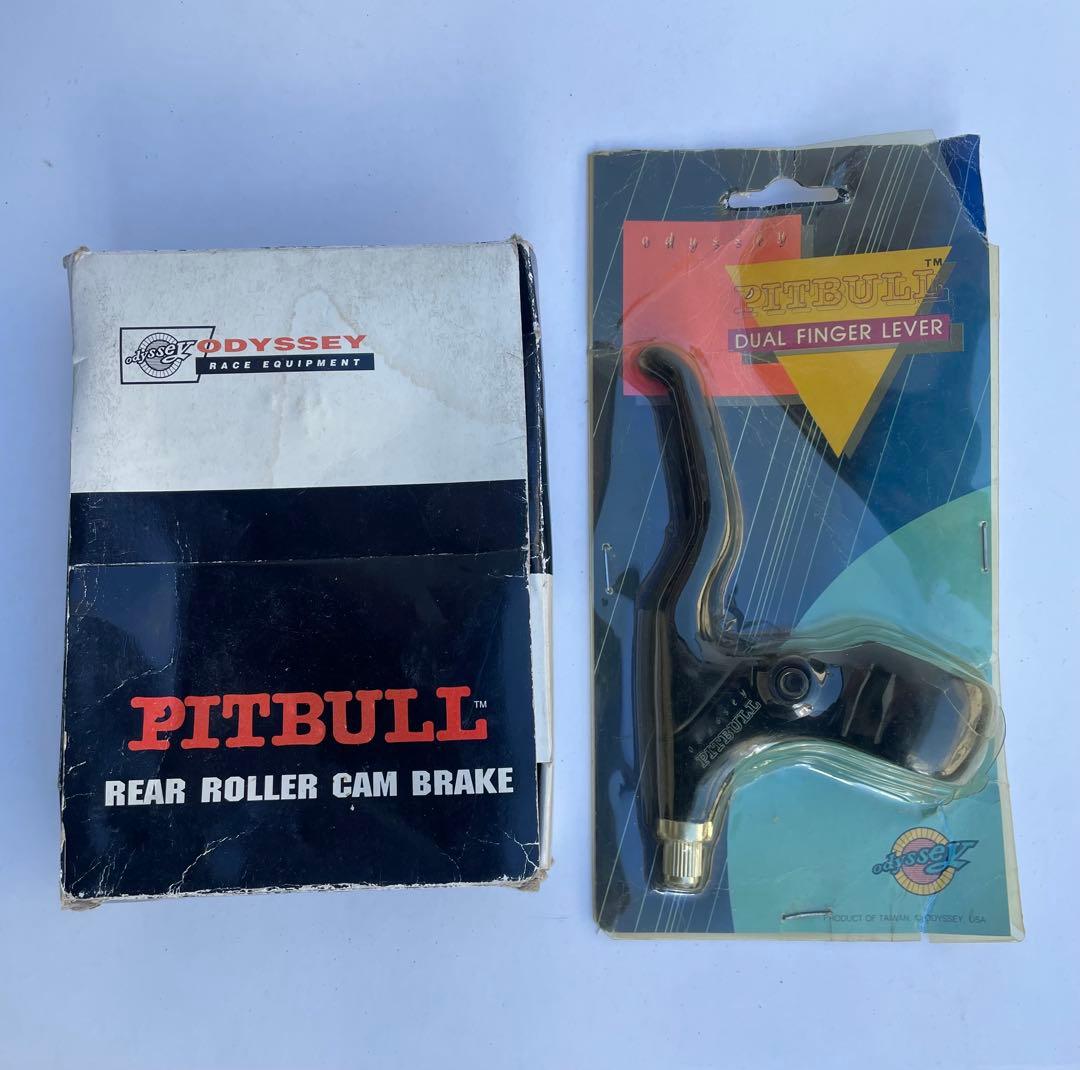 odyssey
ODYSSEY
RACE EQUIPMENT
PITBULL™
REAR ROLLER CAM BRAKE
odyssey
PITBULL™
DUAL FINGER LEVER
odyssey
PITBULL
odyssey
PRODUCT OF TAIWAN, ©ODYSSEY, USA